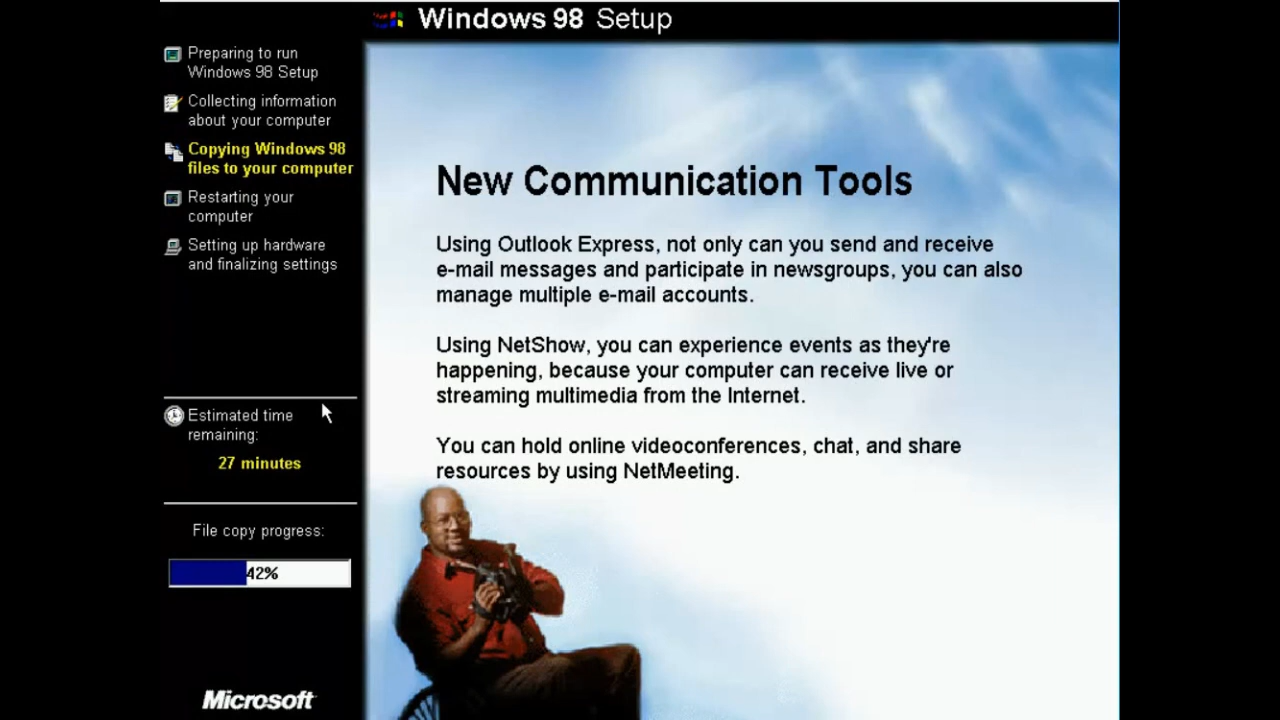 Windows 98 Setup
Preparing to run
Windows 98 Setup
Collecting information
about your computer
Copying Windows 98
files to your computer
Restarting your
computer
Setting up hardware
and finalizing settings
Estimated time
remaining:
27 minutes
File copy progress:
42%
Microsoft
New Communication Tools
Using Outlook Express, not only can you send and receive
e-mail messages and participate in newsgroups, you can also
manage multiple e-mail accounts.
Using NetShow, you can experience events as they're
happening, because your computer can receive live or
streaming multimedia from the Internet.
You can hold online videoconferences, chat, and share
resources by using NetMeeting.